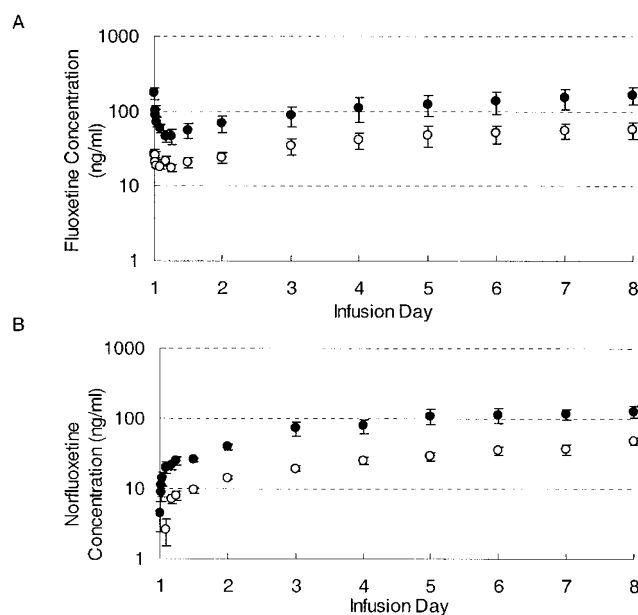 A
1000
100
10
1
Fluoxetine Concentration
(ng/ml)
1 2 3 4 5 6 7 8
Infusion Day
B
1000
100
10
1
Norfluoxetine
Concentration (ng/ml)
1 2 3 4 5 6 7 8
Infusion Day